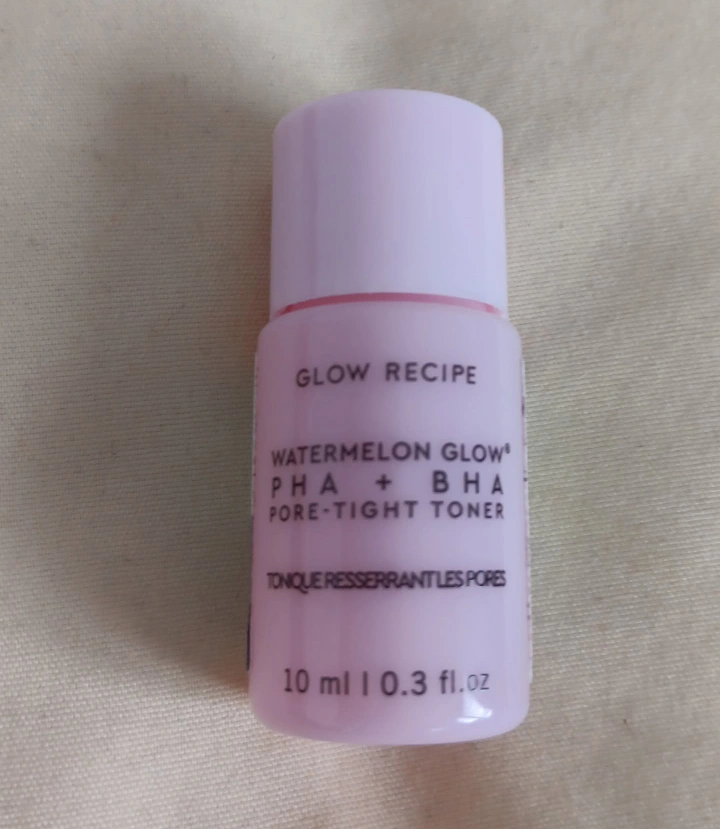 GLOW RECIPE
WATERMELON GLOW®
PHA + BHA
PORE-TIGHT TONER
TONIQUE RESSERRANT LES PORES
10 ml | 0.3 fl.oz